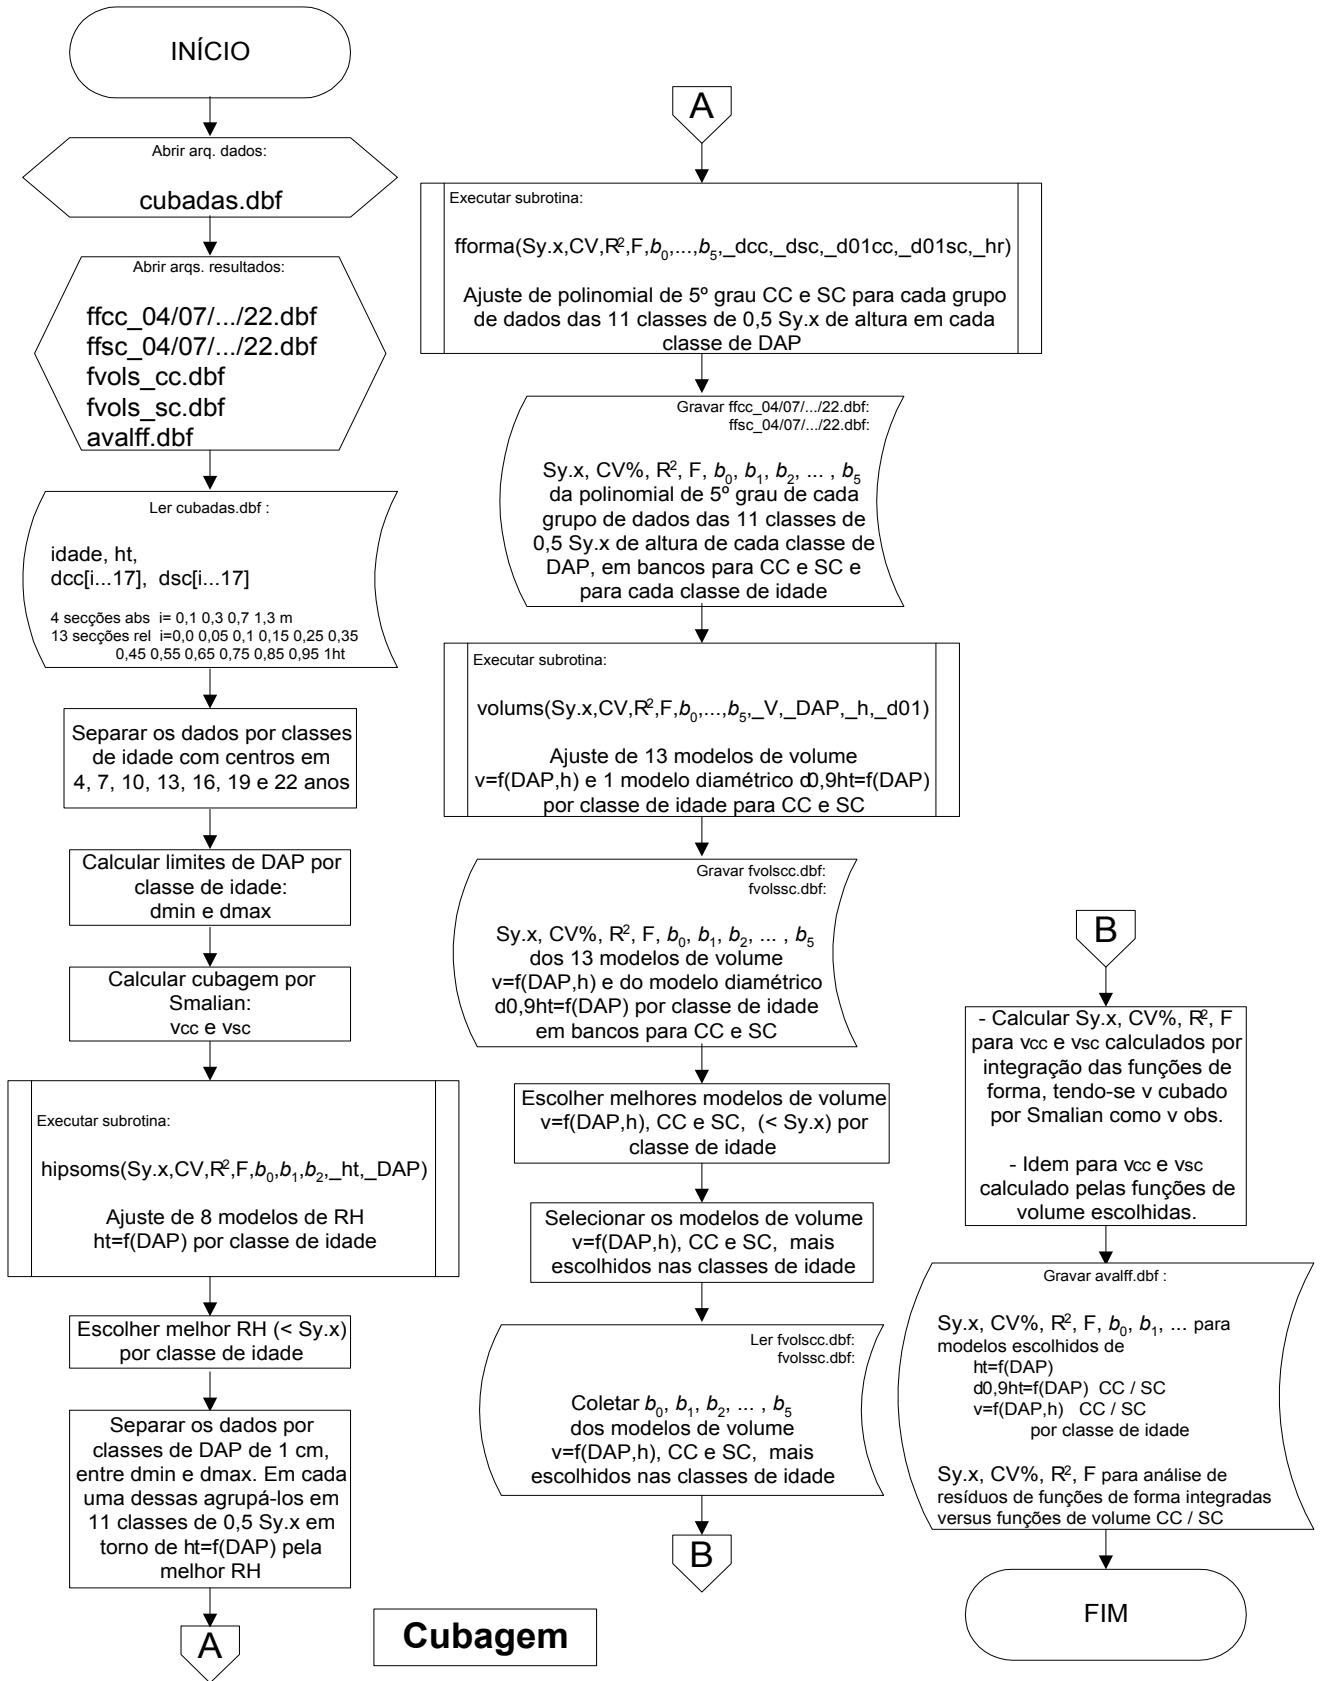 INÍCIO
Abrir arq. dados:
cubadas.dbf
Abrir arqs. resultados:
ffcc_04/07/.../22.dbf
ffsc_04/07/.../22.dbf
fvols_cc.dbf
fvols_sc.dbf
avalff.dbf
Ler cubadas.dbf :
idade, ht,
dcc[i...17], dsc[i...17]
4 secções abs i= 0,1 0,3 0,7 1,3 m
13 secções rel i=0,0 0,05 0,1 0,15 0,25 0,35
0,45 0,55 0,65 0,75 0,85 0,95 1ht
Separar os dados por classes
de idade com centros em
4, 7, 10, 13, 16, 19 e 22 anos
Calcular limites de DAP por
classe de idade:
dmin e dmax
Calcular cubagem por
Smalian:
vcc e vsc
Executar subrotina:
hipsoms(Sy.x,CV,R²,F,b0,b1,b2,_ht,_DAP)
Ajuste de 8 modelos de RH
ht=f(DAP) por classe de idade
Escolher melhor RH (< Sy.x)
por classe de idade
Separar os dados por
classes de DAP de 1 cm,
entre dmin e dmax. Em cada
uma dessas agrupá-los em
11 classes de 0,5 Sy.x em
torno de ht=f(DAP) pela
melhor RH
A
Cubagem
A
Executar subrotina:
fforma(Sy.x,CV,R²,F,b0,...,b5,_dcc,_dsc,_d01cc,_d01sc,_hr)
Ajuste de polinomial de 5º grau CC e SC para cada grupo
de dados das 11 classes de 0,5 Sy.x de altura em cada
classe de DAP
Gravar ffcc_04/07/.../22.dbf:
ffsc_04/07/.../22.dbf:
Sy.x, CV%, R², F, b0, b1, b2, ... , b5
da polinomial de 5º grau de cada
grupo de dados das 11 classes de
0,5 Sy.x de altura de cada classe de
DAP, em bancos para CC e SC e
para cada classe de idade
Executar subrotina:
volums(Sy.x,CV,R²,F,b0,...,b5,_V,_DAP,_h,_d01)
Ajuste de 13 modelos de volume
v=f(DAP,h) e 1 modelo diamétrico d0,9ht=f(DAP)
por classe de idade para CC e SC
Gravar fvolscc.dbf:
fvolssc.dbf:
Sy.x, CV%, R², F, b0, b1, b2, ... , b5
dos 13 modelos de volume
v=f(DAP,h) e do modelo diamétrico
d0,9ht=f(DAP) por classe de idade
em bancos para CC e SC
Escolher melhores modelos de volume
v=f(DAP,h), CC e SC, (< Sy.x) por
classe de idade
Selecionar os modelos de volume
v=f(DAP,h), CC e SC, mais
escolhidos nas classes de idade
Ler fvolscc.dbf:
fvolssc.dbf:
Coletar b0, b1, b2, ... , b5
dos modelos de volume
v=f(DAP,h), CC e SC, mais
escolhidos nas classes de idade
B
B
- Calcular Sy.x, CV%, R², F
para vcc e vsc calculados por
integração das funções de
forma, tendo-se v cubado
por Smalian como v obs.
- Idem para vcc e vsc
calculado pelas funções de
volume escolhidas.
Gravar avalff.dbf :
Sy.x, CV%, R², F, b0, b1, ... para
modelos escolhidos de
ht=f(DAP)
d0,9ht=f(DAP) CC / SC
v=f(DAP,h) CC / SC
por classe de idade
Sy.x, CV%, R², F para análise de
resíduos de funções de forma integradas
versus funções de volume CC / SC
FIM